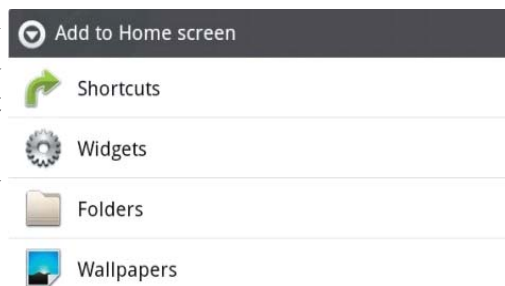 Add to Home screen
Shortcuts
Widgets
Folders
Wallpapers